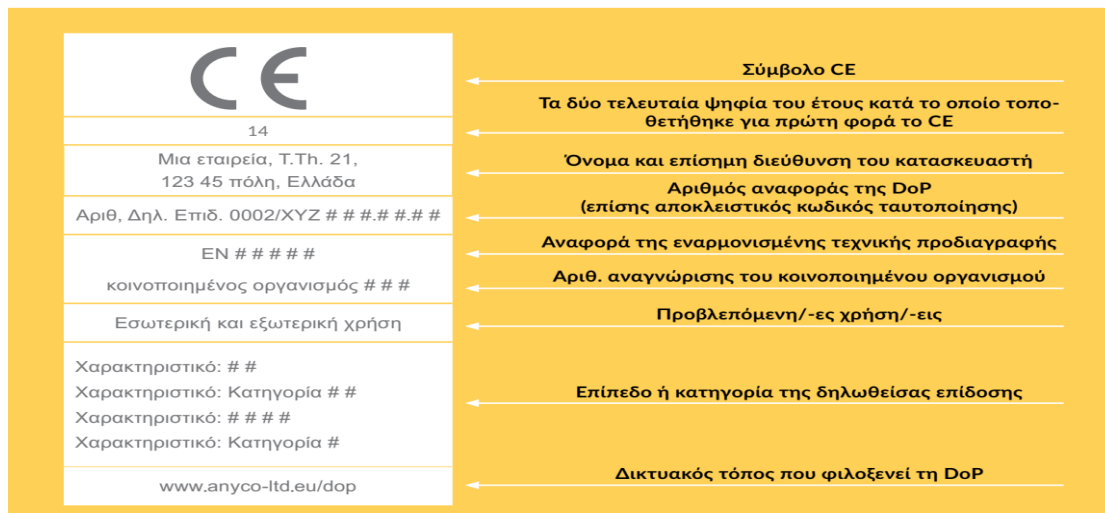 CE
Σύμβολο CE
14
Τα δύο τελευταία ψηφία του έτους κατά το οποίο τοπο-
θετήθηκε για πρώτη φορά το CE
Μια εταιρεία, Τ.Th. 21,
123 45 πόλη, Ελλάδα
Όνομα και επίσημη διεύθυνση του κατασκευαστή
Αριθ, Δηλ. Επιδ. 0002/XYZ # # #.# #.# #
Αριθμός αναφοράς της DoP
(επίσης αποκλειστικός κωδικός ταυτοποίησης)
EN # # # # #
Αναφορά της εναρμονισμένης τεχνικής προδιαγραφής
κοινοποιημένος οργανισμός # # #
Αριθ. αναγνώρισης του κοινοποιημένου οργανισμού
Εσωτερική και εξωτερική χρήση
Προβλεπόμενη/-ες χρήση/-εις
Χαρακτηριστικό: # #
Χαρακτηριστικό: Κατηγορία # #
Χαρακτηριστικό: # # # #
Χαρακτηριστικό: Κατηγορία #
Επίπεδο ή κατηγορία της δηλωθείσας επίδοσης
www.anyco-ltd.eu/dop
Δικτυακός τόπος που φιλοξενεί τη DoP